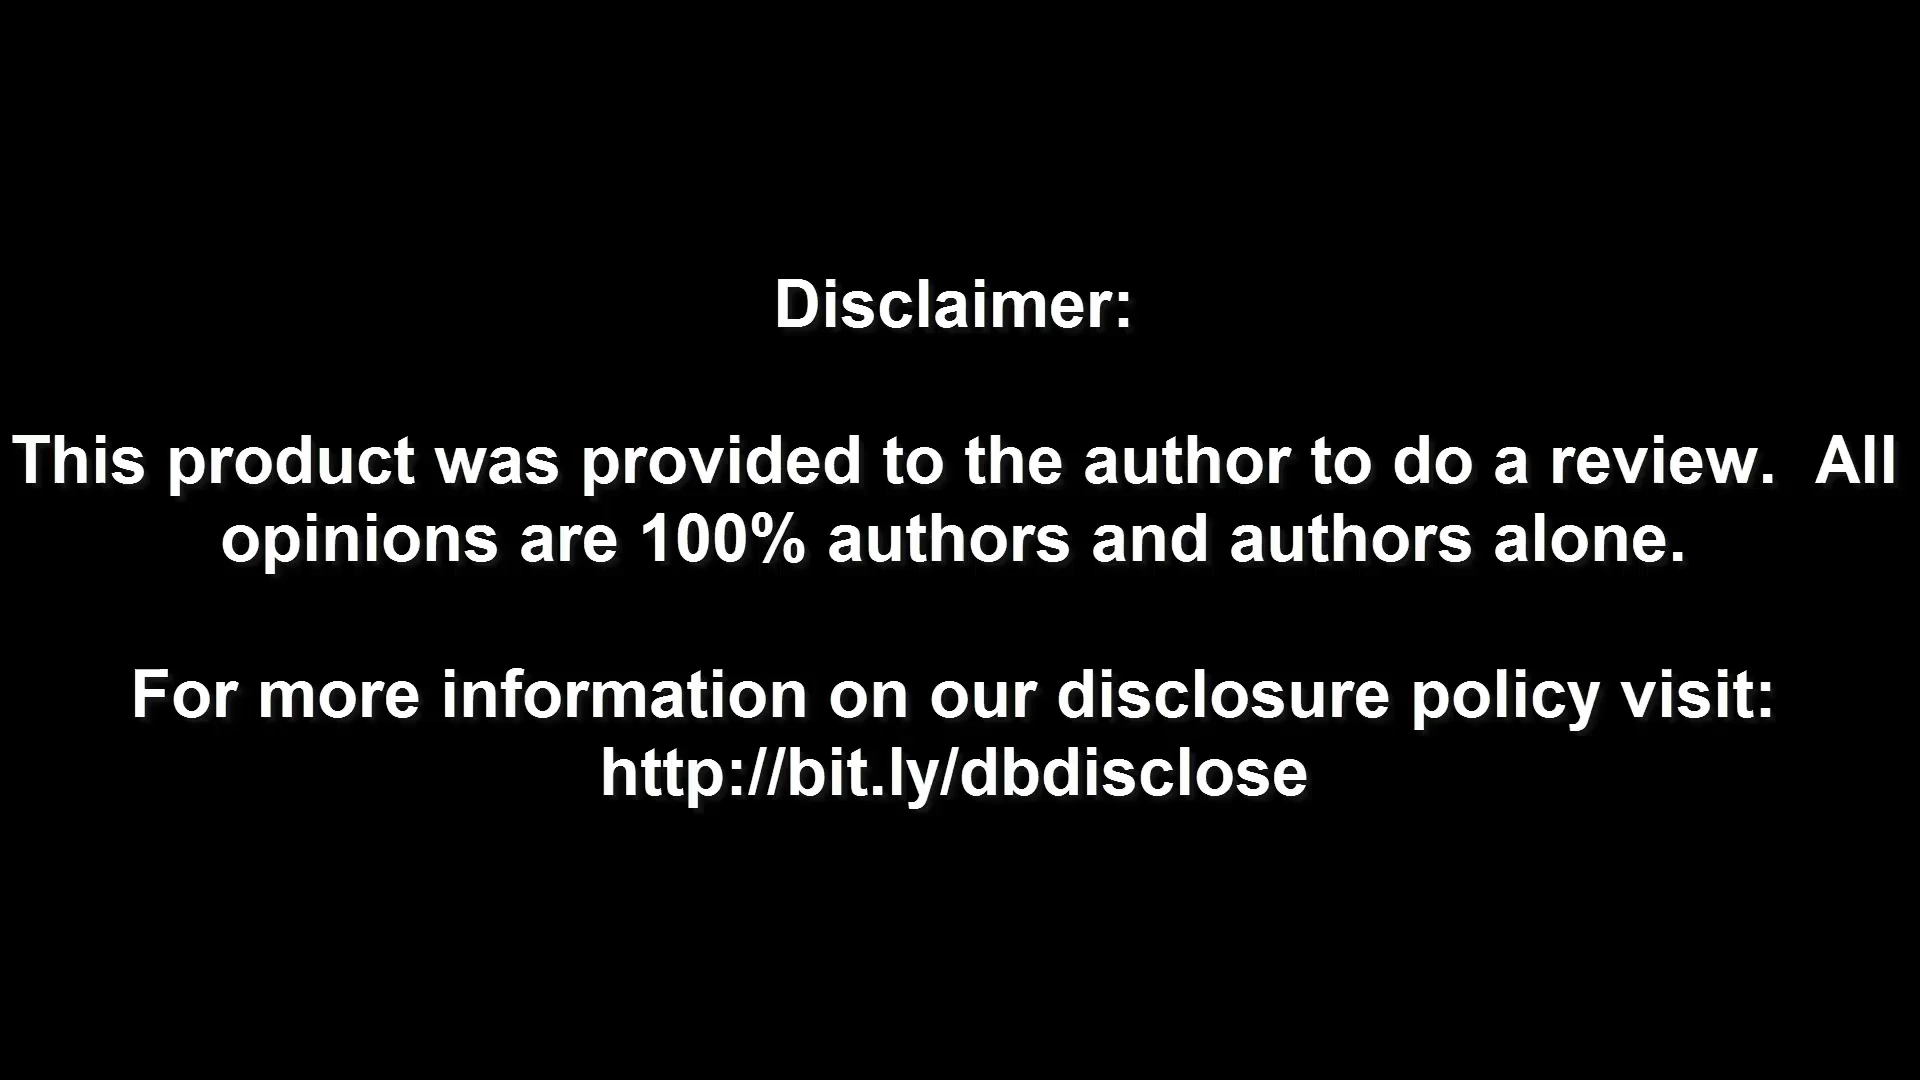 Disclaimer:
This product was provided to the author to do a review.  All
opinions are 100% authors and authors alone.
For more information on our disclosure policy visit:
http://bit.ly/dbdisclose